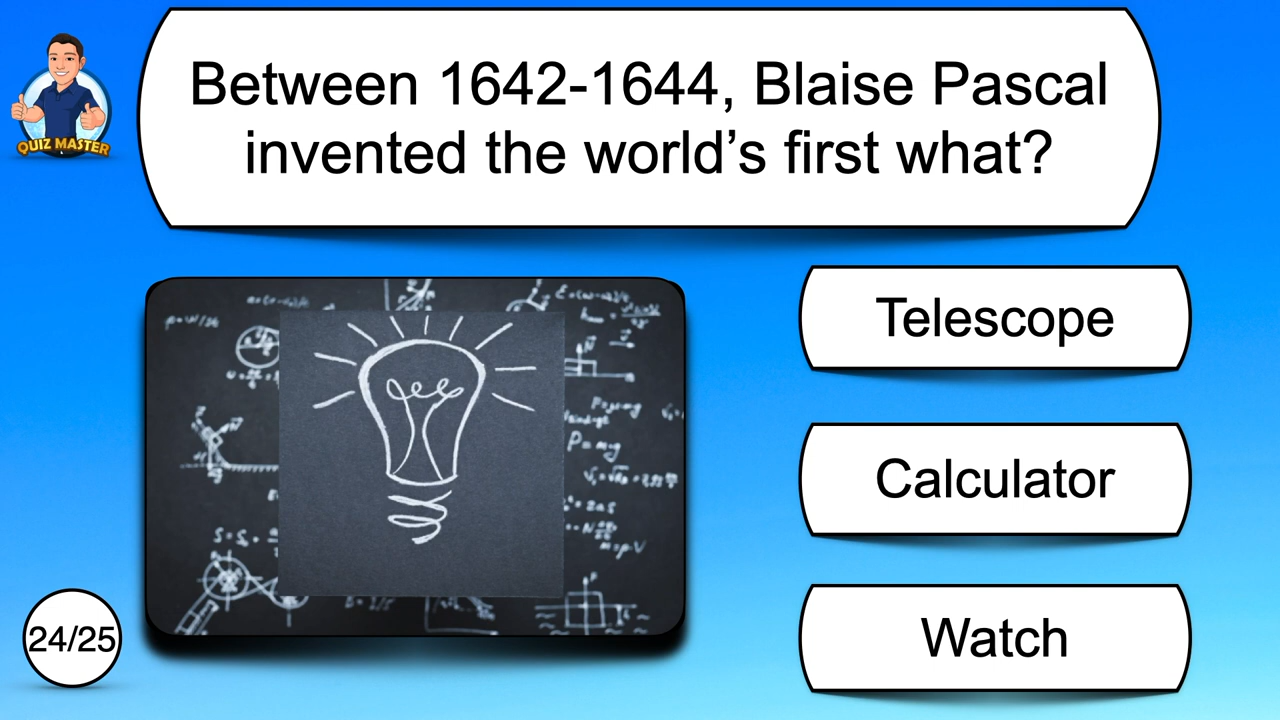 Between 1642-1644, Blaise Pascal
invented the world’s first what?
QUIZ MASTER
Telescope
Calculator
Watch
24/25
P=m·g